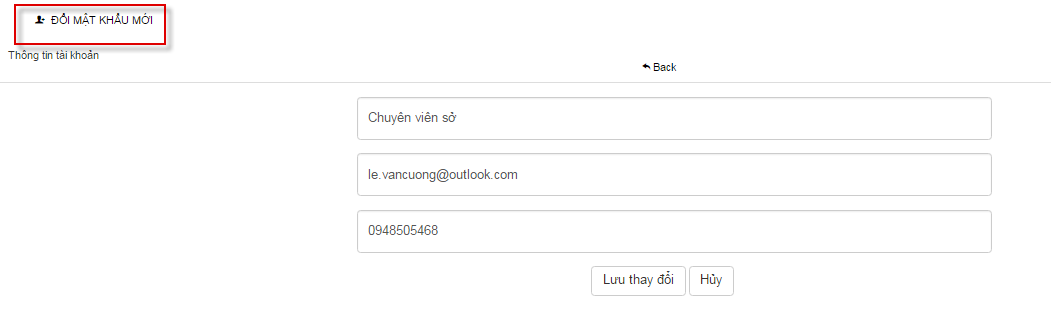 ĐỔI MẬT KHẨU MỚI
Thông tin tài khoản
Back
Chuyên viên sở
le.vancuong@outlook.com
0948505468
Lưu thay đổi Hủy